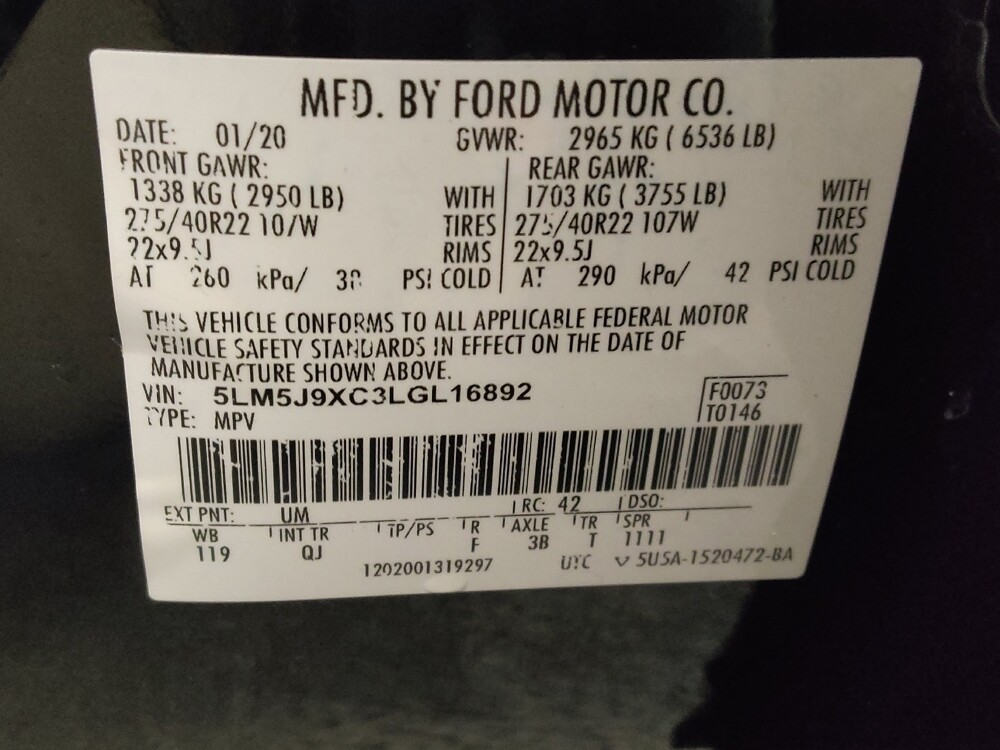 MFD. BY FORD MOTOR CO.
DATE: 01/20 GVWR: 2965 KG ( 6536 LB)
FRONT GAWR: REAR GAWR:
1338 KG ( 2950 LB) WITH 1703 KG ( 3755 LB) WITH
275/40R22 107W TIRES 275/40R22 107W TIRES
22x9.5J RIMS 22x9.5J RIMS
AT 260 kPa/ 38 PSI COLD AT 290 kPa/ 42 PSI COLD
THIS VEHICLE CONFORMS TO ALL APPLICABLE FEDERAL MOTOR
VEHICLE SAFETY STANDARDS IN EFFECT ON THE DATE OF
MANUFACTURE SHOWN ABOVE.
VIN: 5LM5J9XC3LGL16892 F0073
TYPE: MPV T0146
EXT PNT: UM RC: 42 DSO:
WB INT TR TP/PS R AXLE TR SPR
119 QJ F 3B T 1111
1202001319297 UTC V 5U5A-1520472-BA